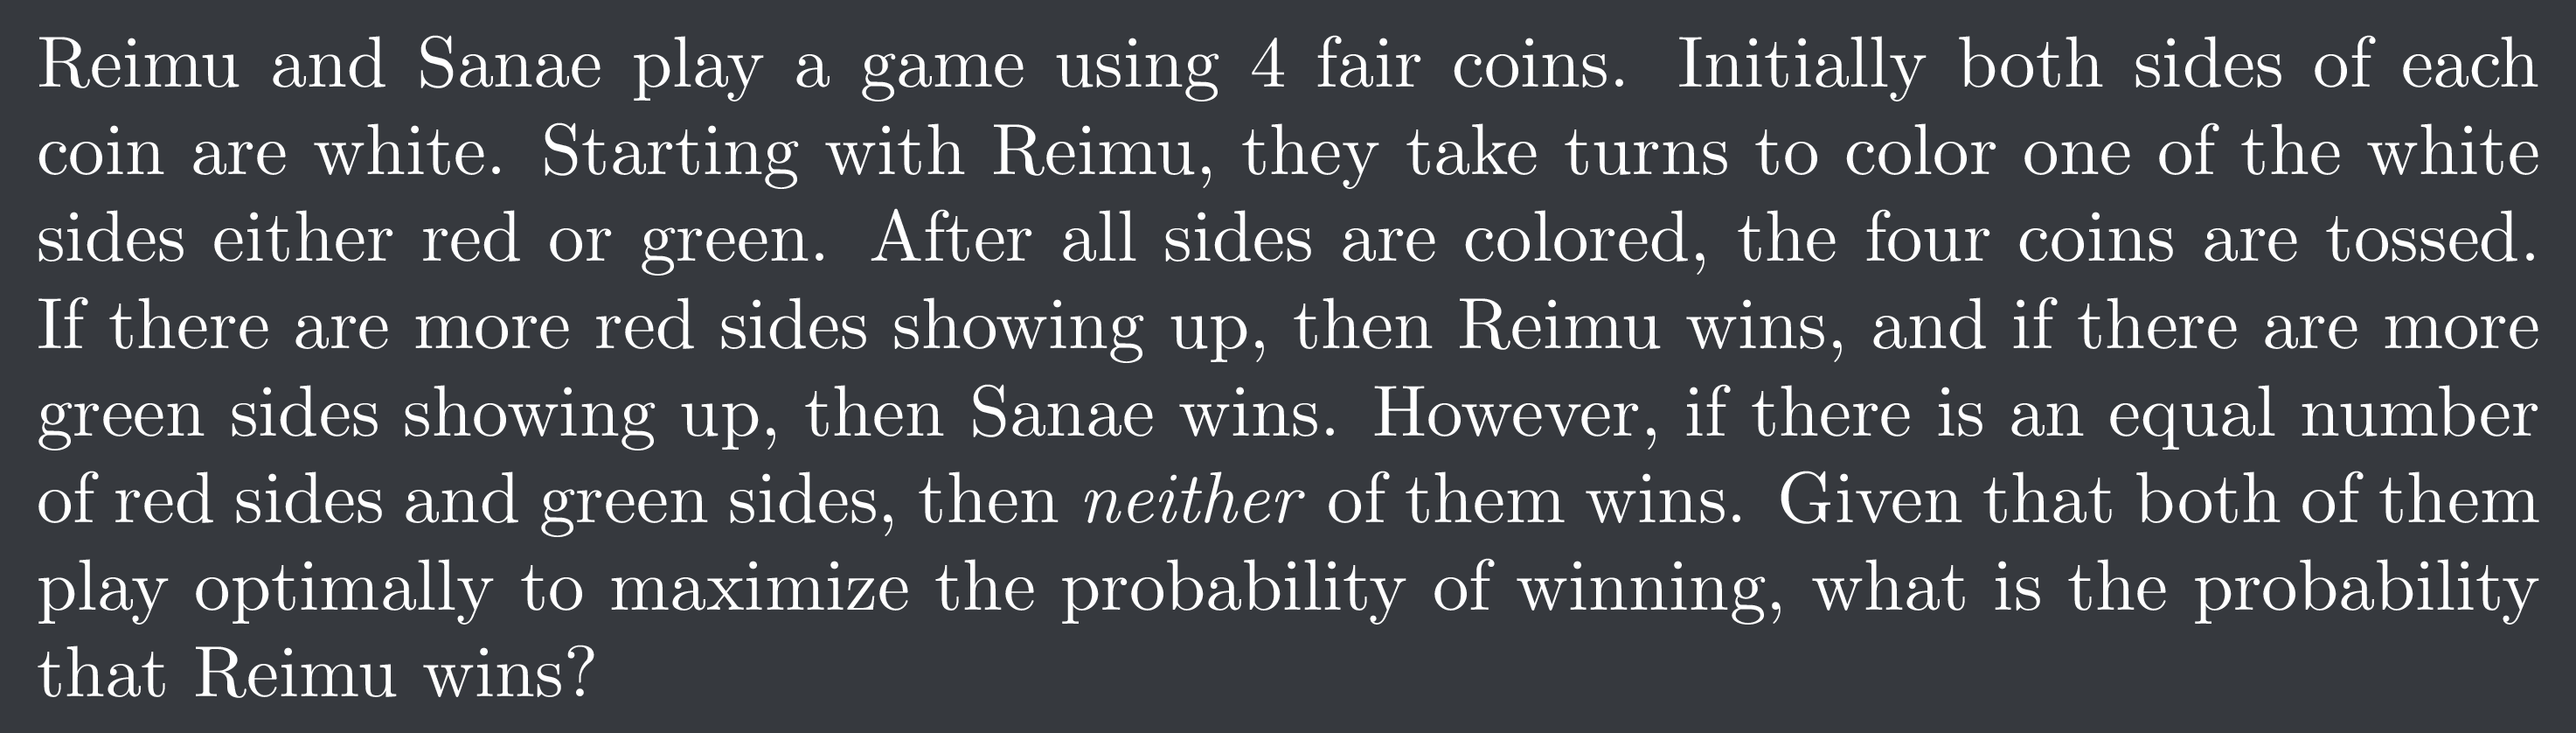 Reimu and Sanae play a game using 4 fair coins. Initially both sides of each
coin are white. Starting with Reimu, they take turns to color one of the white
sides either red or green. After all sides are colored, the four coins are tossed.
If there are more red sides showing up, then Reimu wins, and if there are more
green sides showing up, then Sanae wins. However, if there is an equal number
of red sides and green sides, then neither of them wins. Given that both of them
play optimally to maximize the probability of winning, what is the probability
that Reimu wins?